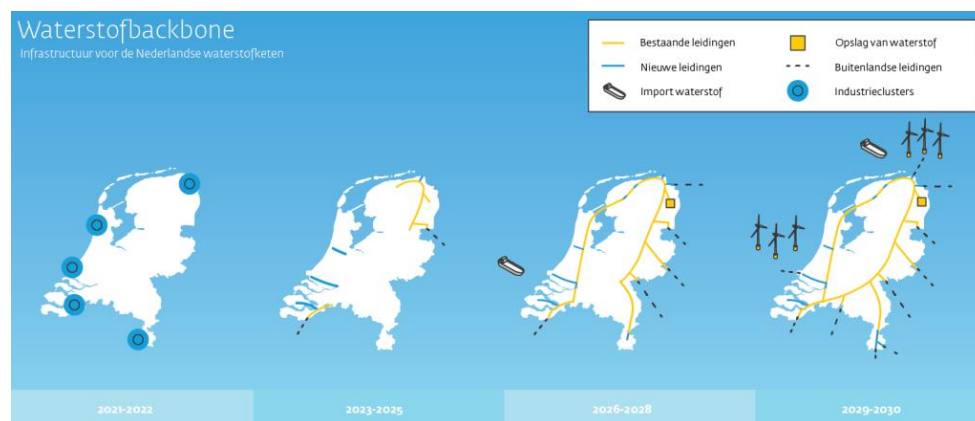 Waterstofbackbone
Infrastructuur voor de Nederlandse waterstofketen
Bestaande leidingen
Opslag van waterstof
Nieuwe leidingen
Buitenlandse leidingen
Import waterstof
Industrieclusters
2021-2022
2023-2025
2026-2028
2029-2030